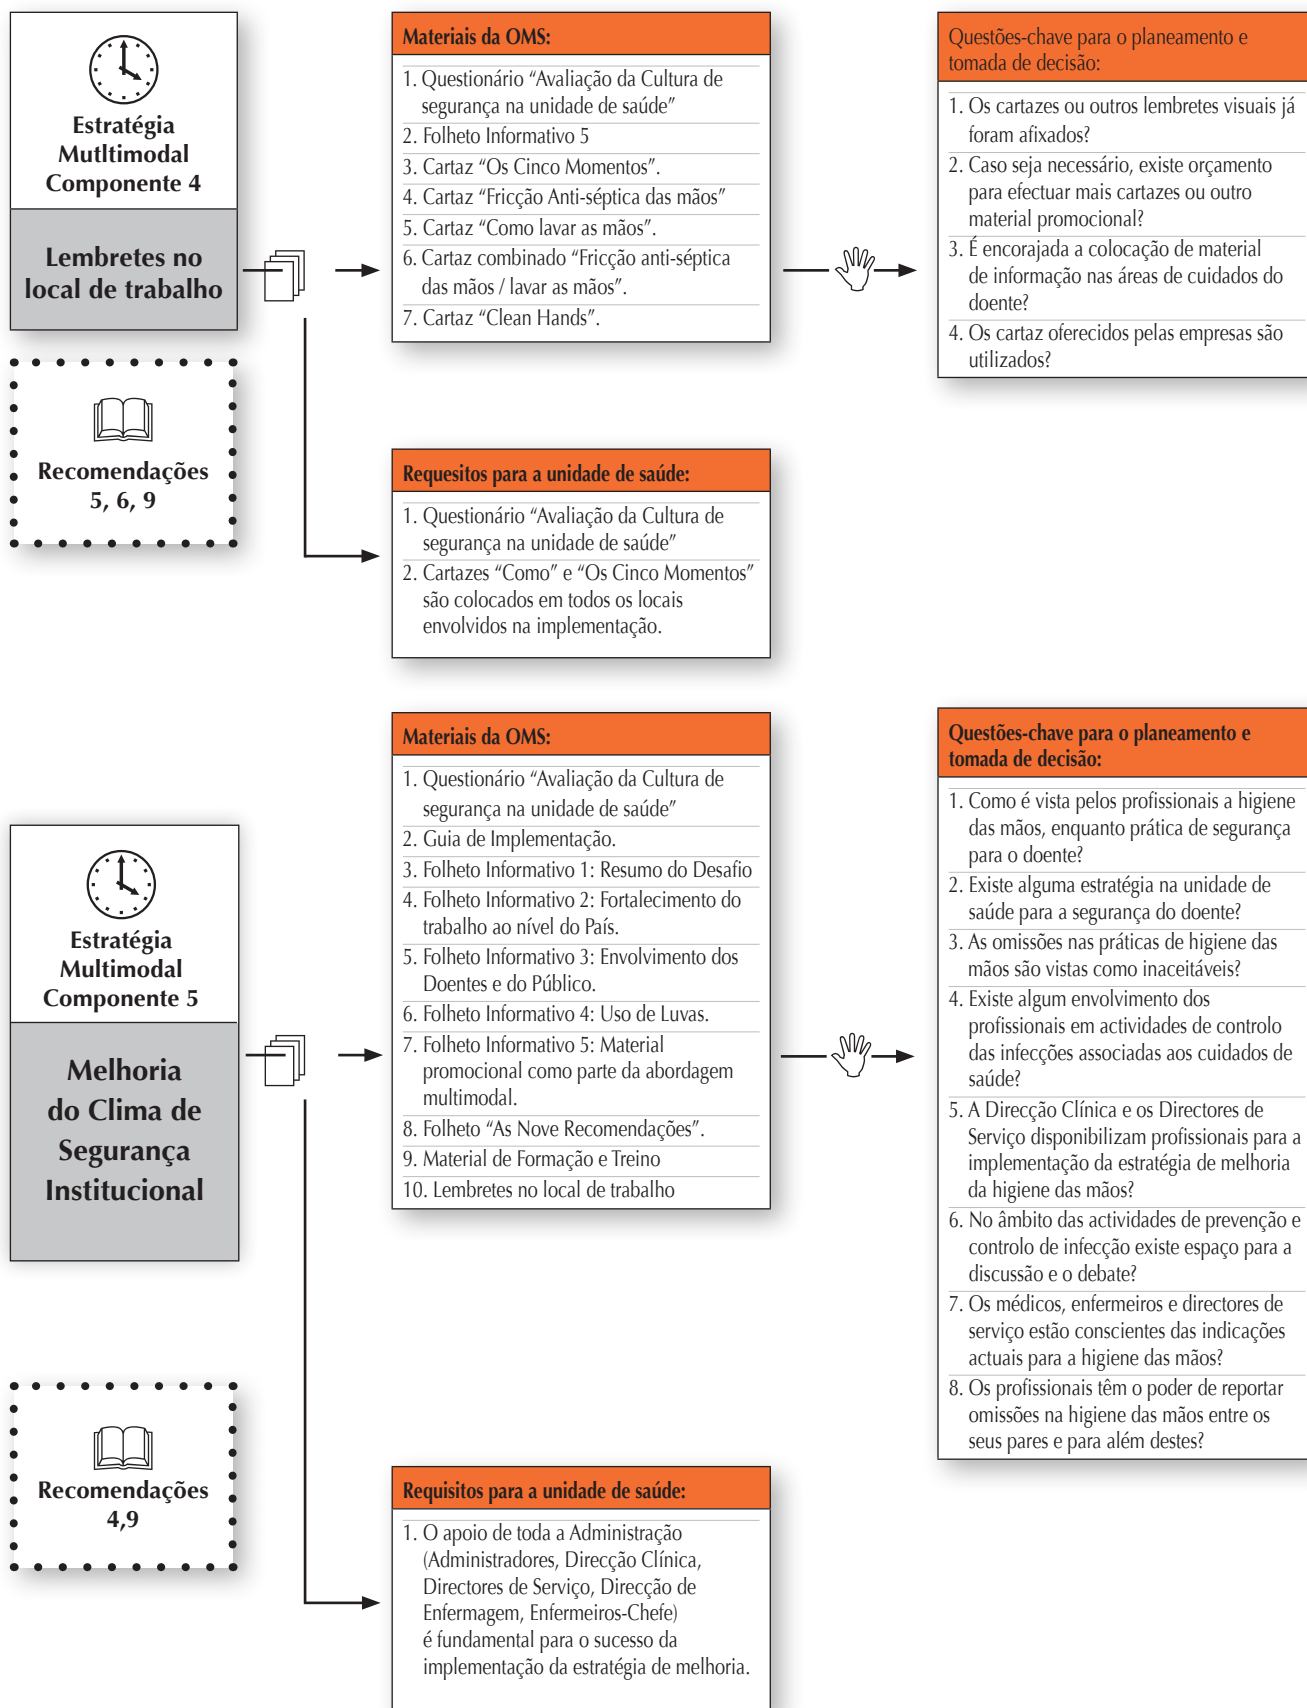 Estratégia
Mutltimodal
Componente 4
Lembretes no
local de trabalho
Recomendações
5, 6, 9
Materiais da OMS:
1. Questionário “Avaliação da Cultura de
segurança na unidade de saúde”
2. Folheto Informativo 5
3. Cartaz “Os Cinco Momentos”.
4. Cartaz “Fricção Anti-séptica das mãos”
5. Cartaz “Como lavar as mãos”.
6. Cartaz combinado “Fricção anti-séptica
das mãos / lavar as mãos”.
7. Cartaz “Clean Hands”.
Questões-chave para o planeamento e
tomada de decisão:
1. Os cartazes ou outros lembretes visuais já
foram afixados?
2. Caso seja necessário, existe orçamento
para efectuar mais cartazes ou outro
material promocional?
3. É encorajada a colocação de material
de informação nas áreas de cuidados do
doente?
4. Os cartaz oferecidos pelas empresas são
utilizados?
Requesitos para a unidade de saúde:
1. Questionário “Avaliação da Cultura de
segurança na unidade de saúde”
2. Cartazes “Como” e “Os Cinco Momentos”
são colocados em todos os locais
envolvidos na implementação.
Estratégia
Multimodal
Componente 5
Melhoria
do Clima de
Segurança
Institucional
Recomendações
4,9
Materiais da OMS:
1. Questionário “Avaliação da Cultura de
segurança na unidade de saúde”
2. Guia de Implementação.
3. Folheto Informativo 1: Resumo do Desafio
4. Folheto Informativo 2: Fortalecimento do
trabalho ao nível do País.
5. Folheto Informativo 3: Envolvimento dos
Doentes e do Público.
6. Folheto Informativo 4: Uso de Luvas.
7. Folheto Informativo 5: Material
promocional como parte da abordagem
multimodal.
8. Folheto “As Nove Recomendações”.
9. Material de Formação e Treino
10. Lembretes no local de trabalho
Questões-chave para o planeamento e
tomada de decisão:
1. Como é vista pelos profissionais a higiene
das mãos, enquanto prática de segurança
para o doente?
2. Existe alguma estratégia na unidade de
saúde para a segurança do doente?
3. As omissões nas práticas de higiene das
mãos são vistas como inaceitáveis?
4. Existe algum envolvimento dos
profissionais em actividades de controlo
das infecções associadas aos cuidados de
saúde?
5. A Direcção Clínica e os Directores de
Serviço disponibilizam profissionais para a
implementação da estratégia de melhoria
da higiene das mãos?
6. No âmbito das actividades de prevenção e
controlo de infecção existe espaço para a
discussão e o debate?
7. Os médicos, enfermeiros e directores de
serviço estão conscientes das indicações
actuais para a higiene das mãos?
8. Os profissionais têm o poder de reportar
omissões na higiene das mãos entre os
seus pares e para além destes?
Requisitos para a unidade de saúde:
1. O apoio de toda a Administração
(Administradores, Direcção Clínica,
Directores de Serviço, Direcção de
Enfermagem, Enfermeiros-Chefe)
é fundamental para o sucesso da
implementação da estratégia de melhoria.